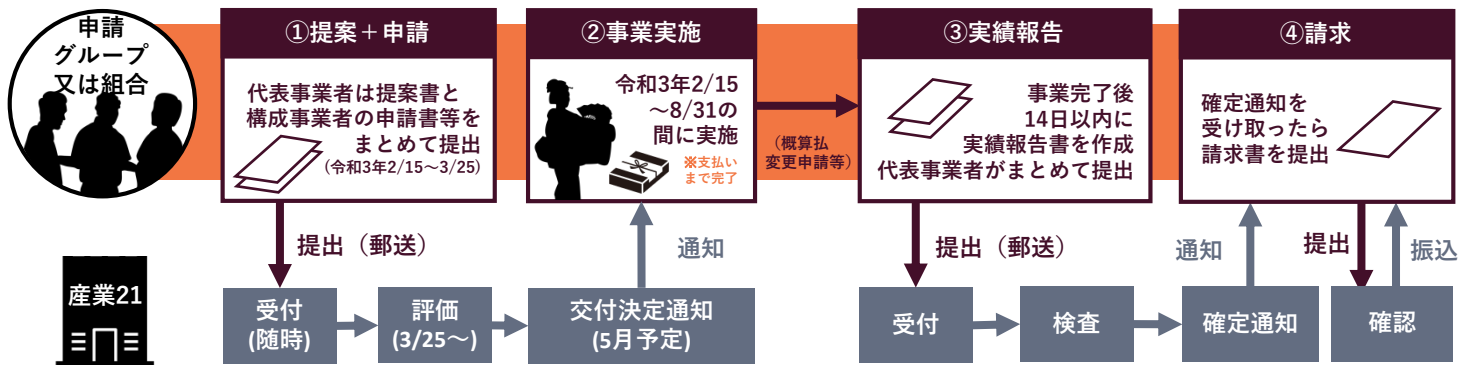 申請
グループ
又は組合
①提案＋申請
代表事業者は提案書と
構成事業者の申請書等を
まとめて提出
(令和3年2/15～3/25)
②事業実施
令和3年2/15
～8/31の
間に実施
※支払い
まで完了
（概算払
変更申請等）
③実績報告
事業完了後
14日以内に
実績報告書を作成
代表事業者がまとめて提出
④請求
確定通知を
受け取ったら
請求書を提出
提出（郵送）
通知
提出（郵送）
通知
提出
振込
産業21
受付
(随時)
評価
(3/25～)
交付決定通知
(5月予定)
受付
検査
確定通知
確認